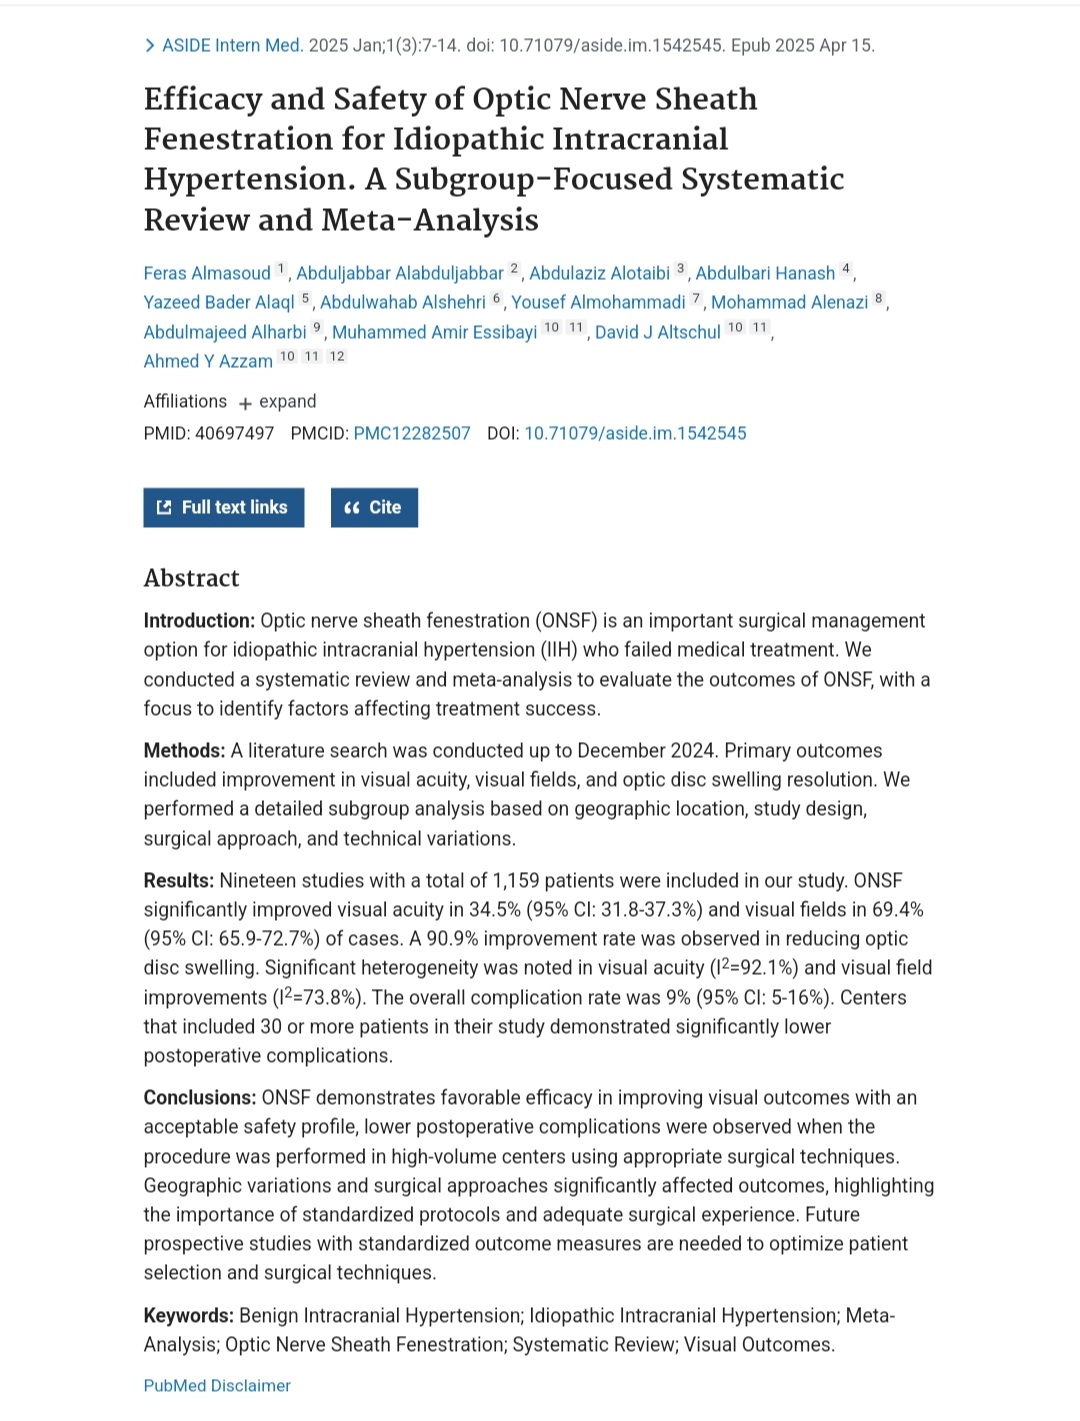 > ASIDE Intern Med. 2025 Jan;1(3):7-14. doi: 10.71079/aside.im.1542545. Epub 2025 Apr 15.
Efficacy and Safety of Optic Nerve Sheath
Fenestration for Idiopathic Intracranial
Hypertension. A Subgroup-Focused Systematic
Review and Meta-Analysis
Feras Almasoud 1, Abduljabbar Alabduljabbar 2, Abdulaziz Alotaibi 3, Abdulbari Hanash 4,
Yazeed Bader Alaql 5, Abdulwahab Alshehri 6, Yousef Almohammadi 7, Mohammad Alenazi 8,
Abdulmajeed Alharbi 9, Muhammed Amir Essibayi 10 11, David J Altschul 10 11,
Ahmed Y Azzam 10 11 12
Affiliations + expand
PMID: 40697497 PMCID: PMC12282507 DOI: 10.71079/aside.im.1542545
Full text links Cite
Abstract
Introduction: Optic nerve sheath fenestration (ONSF) is an important surgical management
option for idiopathic intracranial hypertension (IIH) who failed medical treatment. We
conducted a systematic review and meta-analysis to evaluate the outcomes of ONSF, with a
focus to identify factors affecting treatment success.
Methods: A literature search was conducted up to December 2024. Primary outcomes
included improvement in visual acuity, visual fields, and optic disc swelling resolution. We
performed a detailed subgroup analysis based on geographic location, study design,
surgical approach, and technical variations.
Results: Nineteen studies with a total of 1,159 patients were included in our study. ONSF
significantly improved visual acuity in 34.5% (95% CI: 31.8-37.3%) and visual fields in 69.4%
(95% CI: 65.9-72.7%) of cases. A 90.9% improvement rate was observed in reducing optic
disc swelling. Significant heterogeneity was noted in visual acuity (I²=92.1%) and visual field
improvements (I²=73.8%). The overall complication rate was 9% (95% CI: 5-16%). Centers
that included 30 or more patients in their study demonstrated significantly lower
postoperative complications.
Conclusions: ONSF demonstrates favorable efficacy in improving visual outcomes with an
acceptable safety profile, lower postoperative complications were observed when the
procedure was performed in high-volume centers using appropriate surgical techniques.
Geographic variations and surgical approaches significantly affected outcomes, highlighting
the importance of standardized protocols and adequate surgical experience. Future
prospective studies with standardized outcome measures are needed to optimize patient
selection and surgical techniques.
Keywords: Benign Intracranial Hypertension; Idiopathic Intracranial Hypertension; Meta-
Analysis; Optic Nerve Sheath Fenestration; Systematic Review; Visual Outcomes.
PubMed Disclaimer